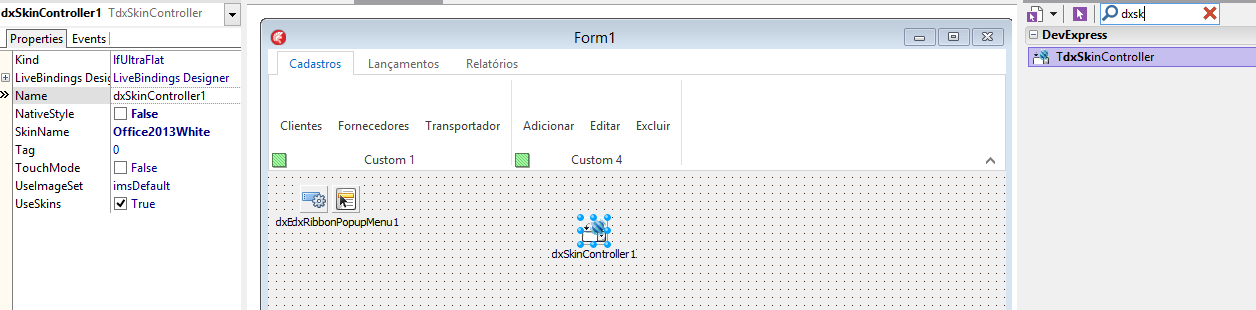 dxSkinController1 TdxSkinController
Properties Events
Kind lfUltraFlat
LiveBindings Desig LiveBindings Designer
Name dxSkinController1
NativeStyle False
SkinName Office2013White
Tag 0
TouchMode False
UseImageSet imsDefault
UseSkins True
Form1
Cadastros Lançamentos Relatórios
Clientes Fornecedores Transportador Adicionar Editar Excluir
Custom 1 Custom 4
dxEdxRibbonPopupMenu1
dxSkinController1
dxsk
DevExpress
TdxSkinController